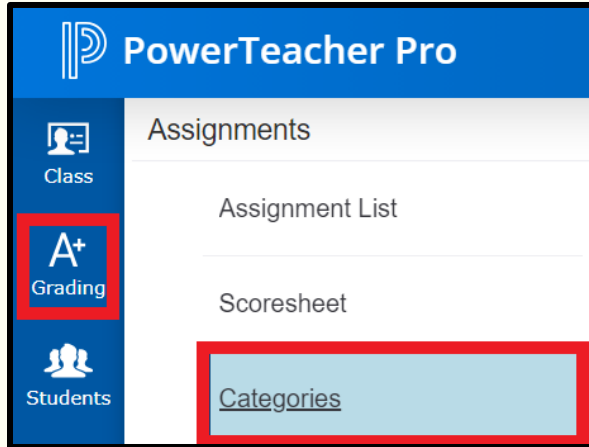 PowerTeacher Pro
Assignments
Class
Assignment List
A+
Grading
Scoresheet
Students
Categories